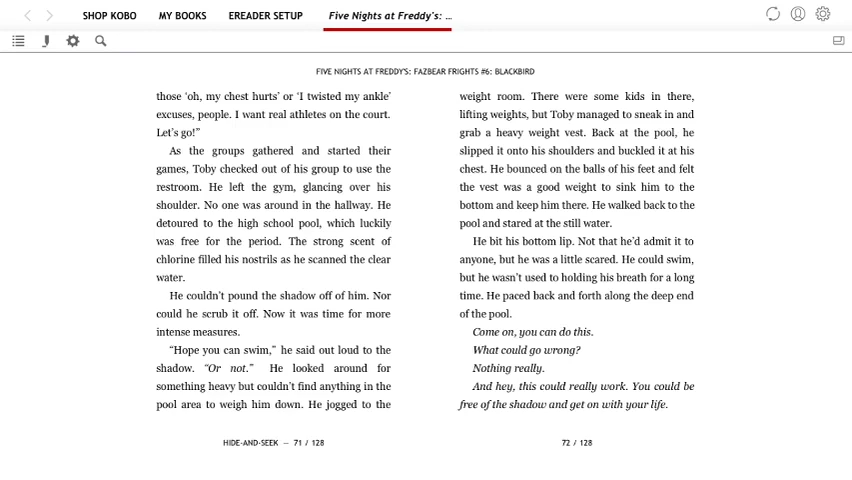 SHOP KOBO MY BOOKS EREADER SETUP Five Nights at Freddy's: ...
FIVE NIGHTS AT FREDDY'S: FAZBEAR FRIGHTS #6: BLACKBIRD
those ‘oh, my chest hurts’ or ‘I twisted my ankle’
excuses, people. I want real athletes on the court.
Let’s go!”
As the groups gathered and started their
games, Toby checked out of his group to use the
restroom. He left the gym, glancing over his
shoulder. No one was around in the hallway. He
detoured to the high school pool, which luckily
was free for the period. The strong scent of
chlorine filled his nostrils as he scanned the clear
water.
He couldn’t pound the shadow off of him. Nor
could he scrub it off. Now it was time for more
intense measures.
“Hope you can swim,” he said out loud to the
shadow. “Or not.” He looked around for
something heavy but couldn’t find anything in the
pool area to weigh him down. He jogged to the
HIDE-AND-SEEK — 71 / 128
weight room. There were some kids in there,
lifting weights, but Toby managed to sneak in and
grab a heavy weight vest. Back at the pool, he
slipped it onto his shoulders and buckled it at his
chest. He bounced on the balls of his feet and felt
the vest was a good weight to sink him to the
bottom and keep him there. He walked back to the
pool and stared at the still water.
He bit his bottom lip. Not that he’d admit it to
anyone, but he was a little scared. He could swim,
but he wasn’t used to holding his breath for a long
time. He paced back and forth along the deep end
of the pool.
Come on, you can do this.
What could go wrong?
Nothing really.
And hey, this could really work. You could be
free of the shadow and get on with your life.
72 / 128